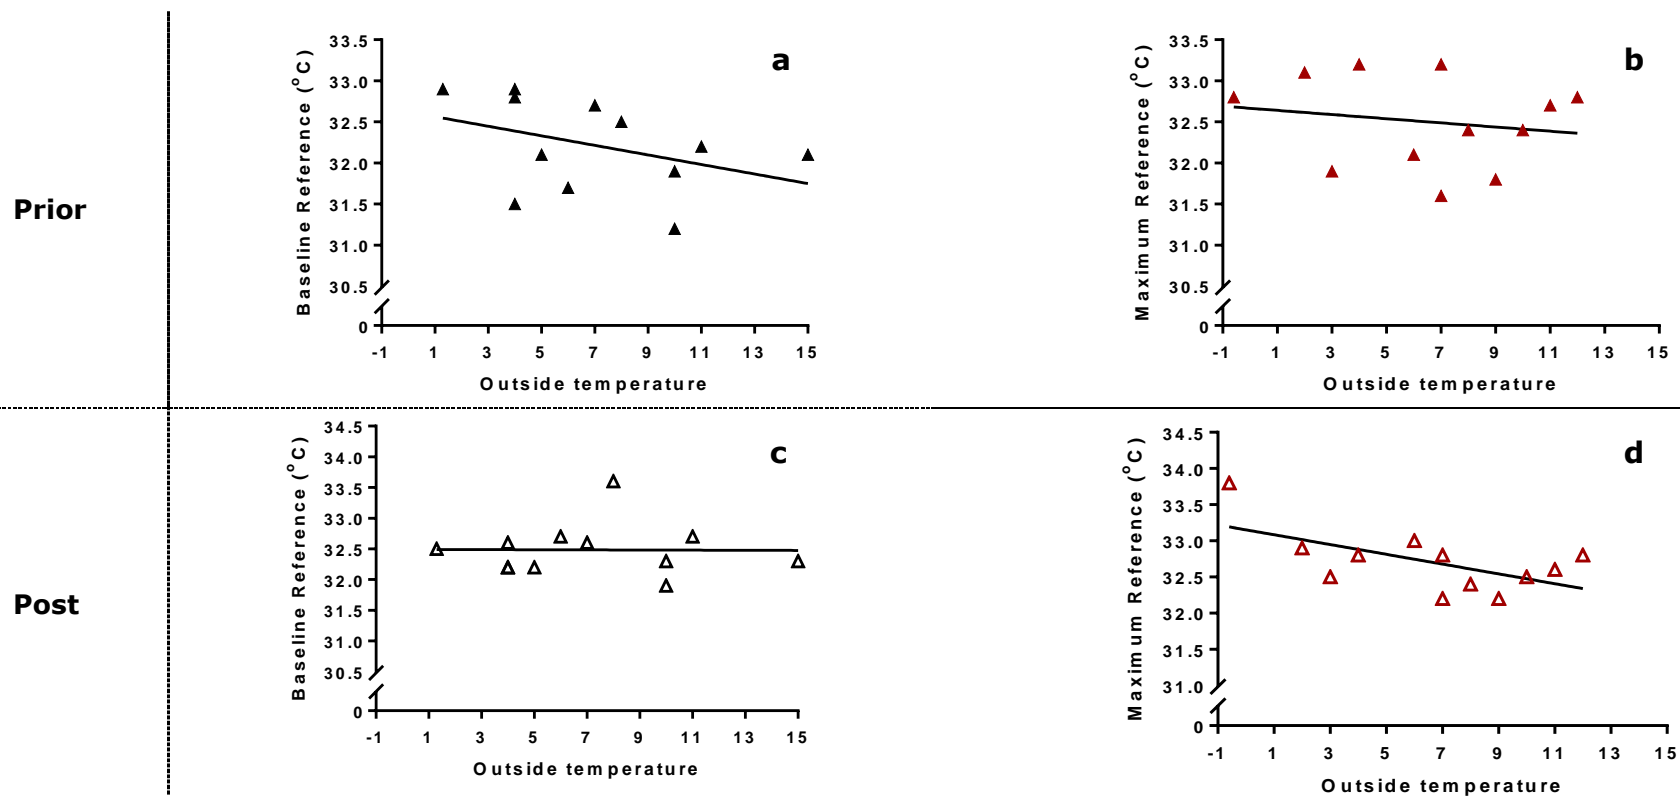 Prior
a
Baseline Reference (°C)
33.5
33.0
32.5
32.0
31.5
31.0
30.5
0
-1 1 3 5 7 9 11 13 15
Outside temperature
b
Maximum Reference (°C)
33.5
33.0
32.5
32.0
31.5
31.0
30.5
0
-1 1 3 5 7 9 11 13 15
Outside temperature
Post
c
Baseline Reference (°C)
34.5
34.0
33.5
33.0
32.5
32.0
31.5
31.0
30.5
0
-1 1 3 5 7 9 11 13 15
Outside temperature
d
Maximum Reference (°C)
34.5
34.0
33.5
33.0
32.5
32.0
31.5
31.0
0
-1 1 3 5 7 9 11 13 15
Outside temperature